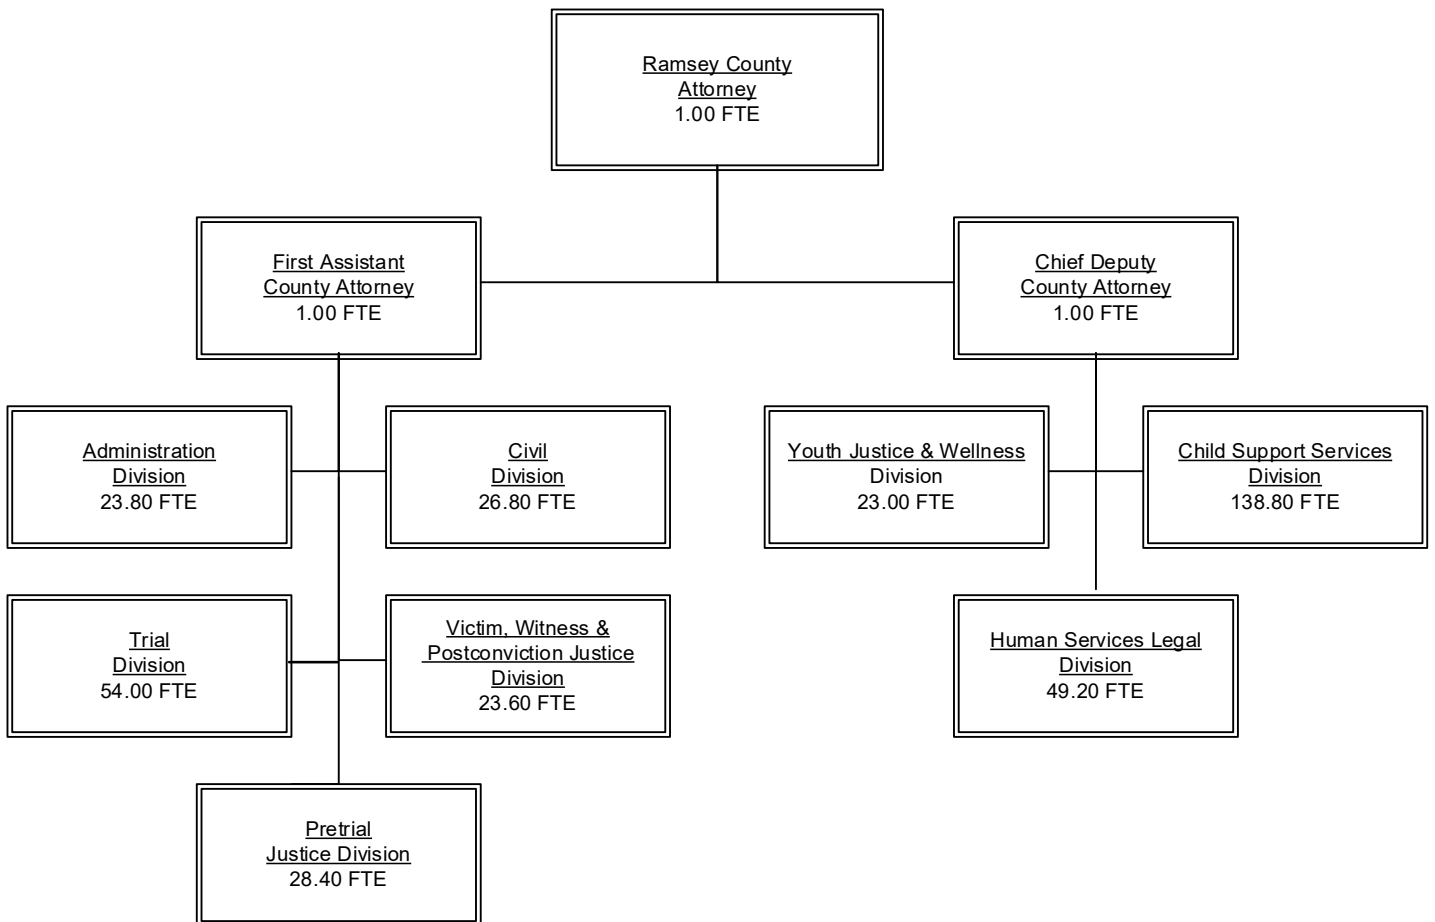 Ramsey County
Attorney
1.00 FTE
First Assistant
County Attorney
1.00 FTE
Chief Deputy
County Attorney
1.00 FTE
Administration
Division
23.80 FTE
Civil
Division
26.80 FTE
Youth Justice & Wellness
Division
23.00 FTE
Child Support Services
Division
138.80 FTE
Trial
Division
54.00 FTE
Victim, Witness &
Postconviction Justice
Division
23.60 FTE
Human Services Legal
Division
49.20 FTE
Pretrial
Justice Division
28.40 FTE